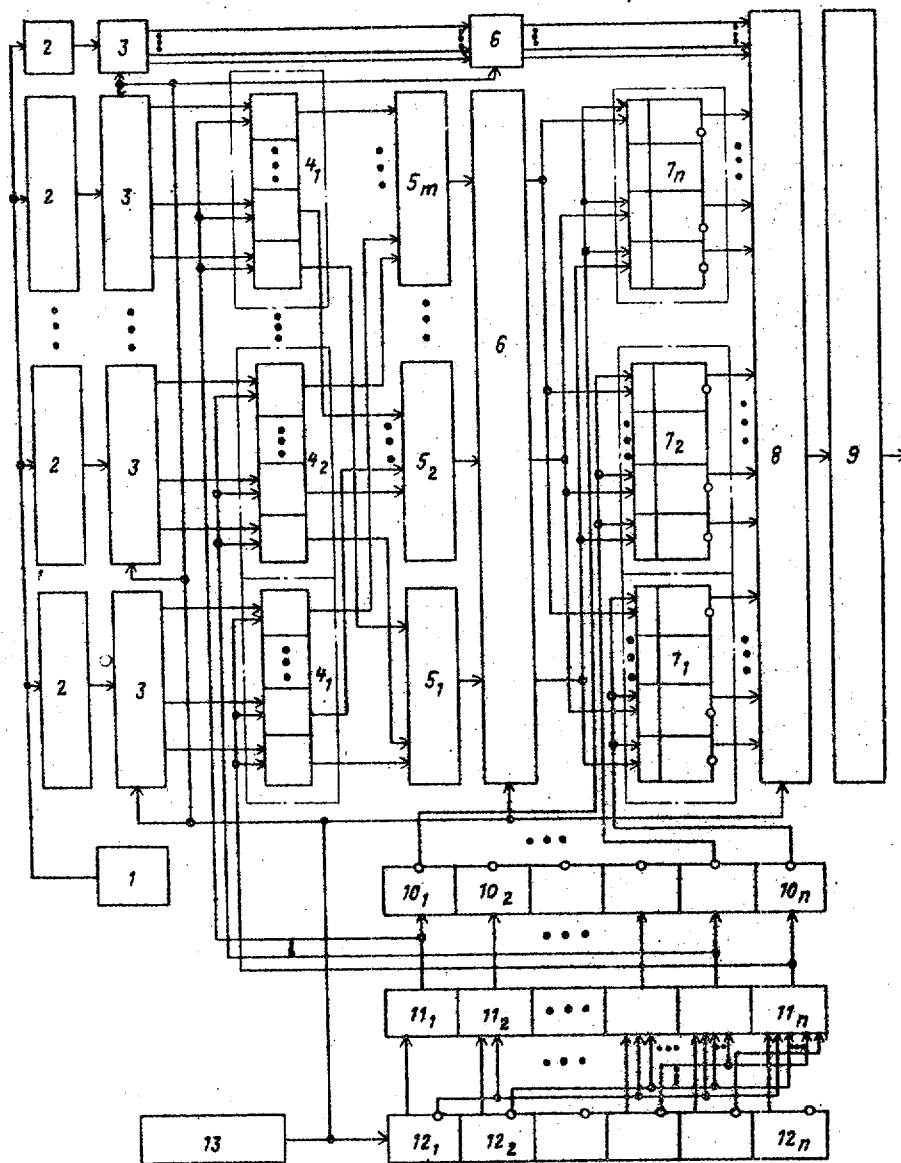 2 3 6
2 3 4₁ 5m 7n
6
2 3 4₂ 5₂ 7₂ 8 9
2 3 4₁ 5₁ 7₁
1 10₁ 10₂ 10n
11₁ 11₂ 11n
13 12₁ 12₂ 12n